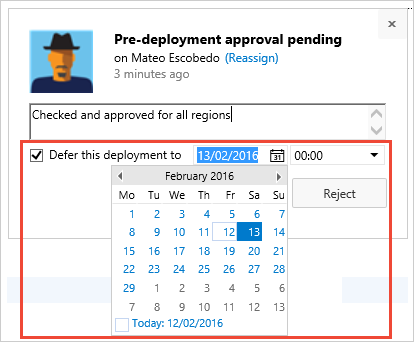 ×
Pre-deployment approval pending
on Mateo Escobedo (Reassign)
3 minutes ago
Checked and approved for all regions
Defer this deployment to 13/02/2016 00:00
February 2016
Mo Tu We Th Fr Sa Su
1 2 3 4 5 6 7
8 9 10 11 12 13 14
15 16 17 18 19 20 21
22 23 24 25 26 27 28
29 1 2 3 4 5 6
7 8 9 10 11 12 13
Today: 12/02/2016
Reject